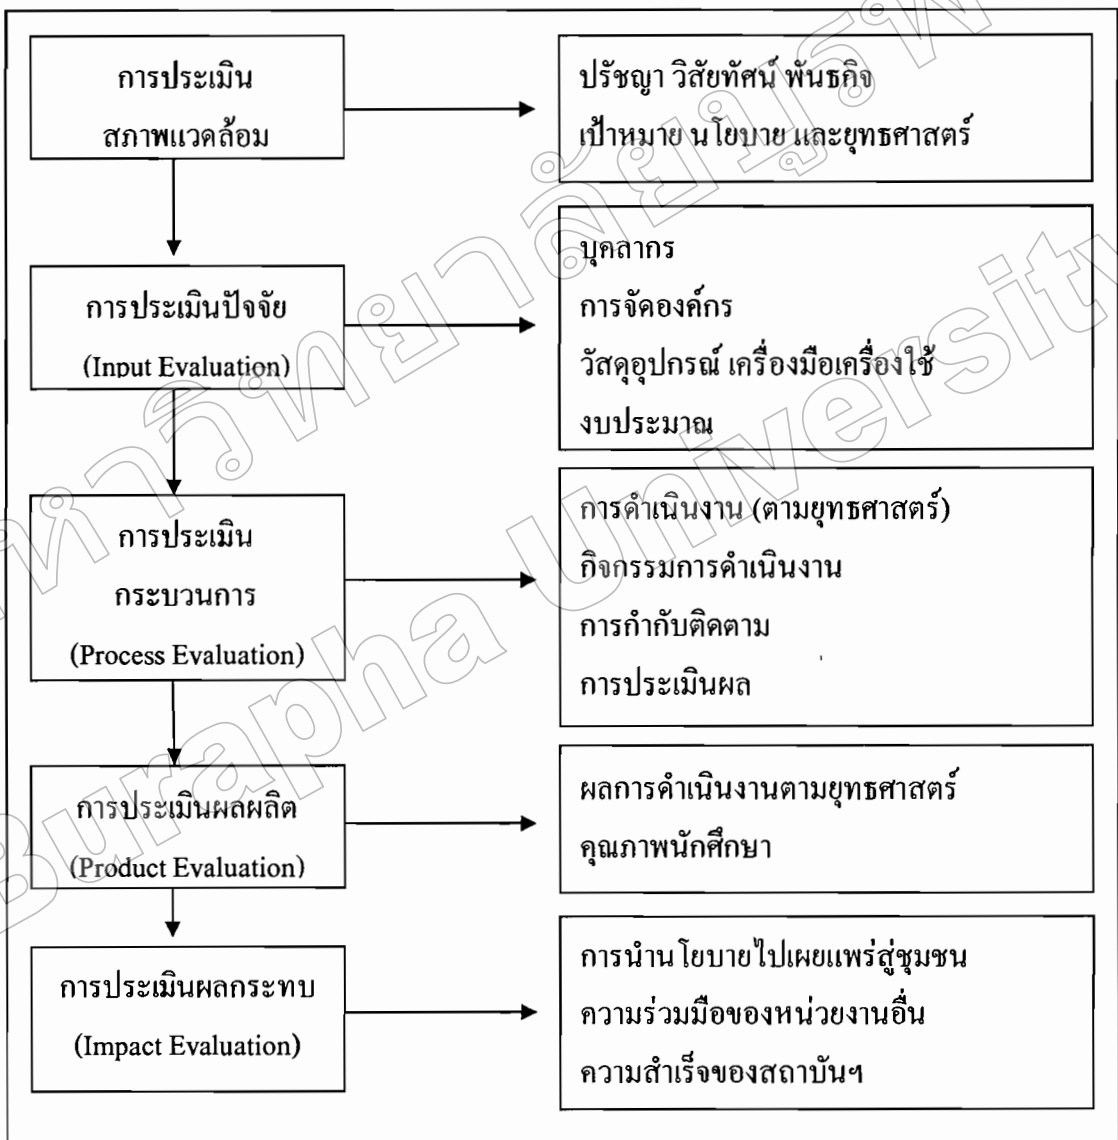 การประเมิน
สภาพแวดล้อม
ปรัชญา วิสัยทัศน์ พันธกิจ
เป้าหมาย นโยบาย และยุทธศาสตร์
การประเมินปัจจัย
(Input Evaluation)
บุคลากร
การจัดองค์กร
วัสดุอุปกรณ์ เครื่องมือเครื่องใช้
งบประมาณ
การประเมิน
กระบวนการ
(Process Evaluation)
การดำเนินงาน (ตามยุทธศาสตร์)
กิจกรรมการดำเนินงาน
การกำกับติดตาม
การประเมินผล
การประเมินผลผลิต
(Product Evaluation)
ผลการดำเนินงานตามยุทธศาสตร์
คุณภาพนักศึกษา
การประเมินผลกระทบ
(Impact Evaluation)
การนำนโยบายไปเผยแพร่สู่ชุมชน
ความร่วมมือของหน่วยงานอื่น
ความสำเร็จของสถาบันฯ
มหาวิทยาลัยบูรพา
Burapha University